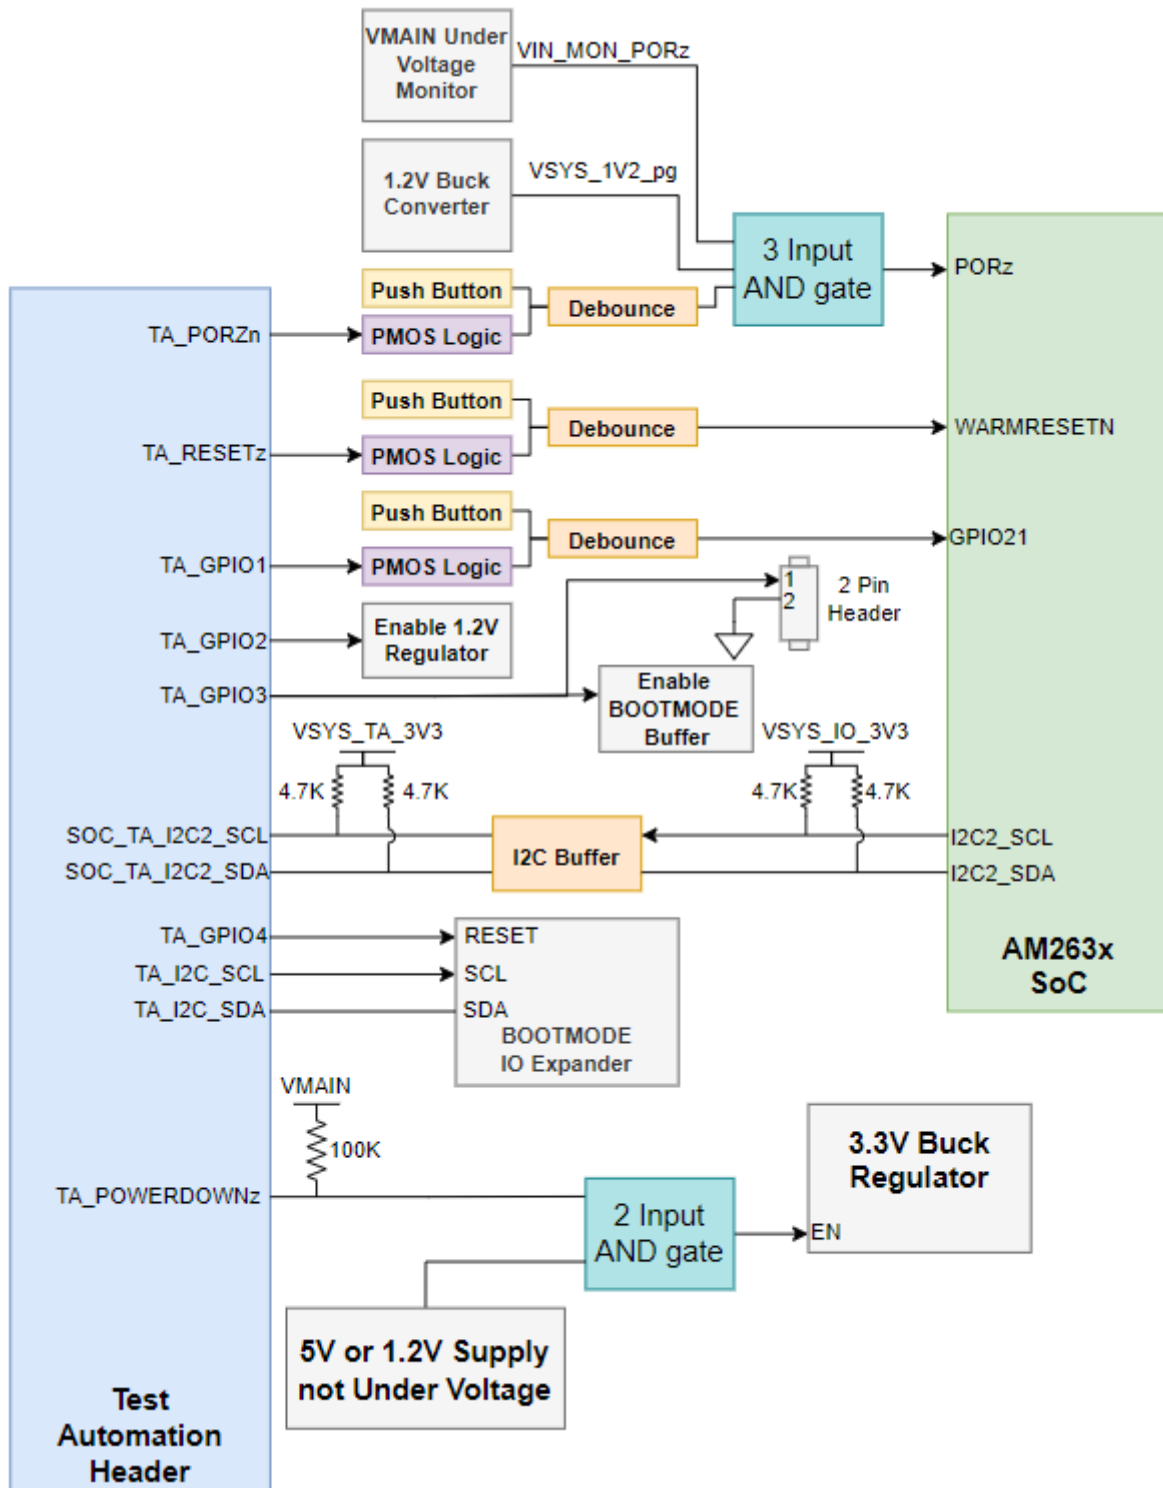 VMAIN Under
Voltage
Monitor
VIN_MON_PORz
1.2V Buck
Converter
VSYS_1V2_pg
3 Input
AND gate
PORz
Push Button
Debounce
TA_PORZn
PMOS Logic
Push Button
Debounce
WARMRESETN
TA_RESETz
PMOS Logic
Push Button
Debounce
GPIO21
TA_GPIO1
PMOS Logic
1
2
2 Pin
Header
TA_GPIO2
Enable 1.2V
Regulator
TA_GPIO3
Enable
BOOTMODE
Buffer
VSYS_TA_3V3
VSYS_IO_3V3
4.7K
4.7K
4.7K
4.7K
SOC_TA_I2C2_SCL
I2C Buffer
I2C2_SCL
SOC_TA_I2C2_SDA
I2C2_SDA
TA_GPIO4
RESET
TA_I2C_SCL
SCL
TA_I2C_SDA
SDA
BOOTMODE
IO Expander
AM263x
SoC
VMAIN
100K
TA_POWERDOWNz
2 Input
AND gate
3.3V Buck
Regulator
EN
5V or 1.2V Supply
not Under Voltage
Test
Automation
Header